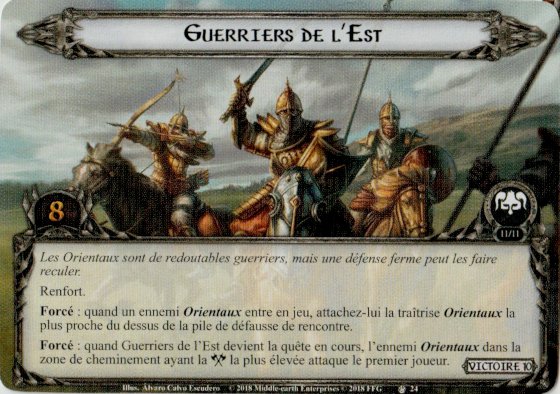 Guerriers de l'Est
8
11/11
Les Orientaux sont de redoutables guerriers, mais une défense ferme peut les faire
reculer.
Renfort.
Forcé : quand un ennemi Orientaux entre en jeu, attachez-lui la traîtrise Orientaux la
plus proche du dessus de la pile de défausse de rencontre.
Forcé : quand Guerriers de l'Est devient la quête en cours, l'ennemi Orientaux dans la
zone de cheminement ayant la la plus élevée attaque le premier joueur.
VICTOIRE 10
Illus. Álvaro Calvo Escudero © 2018 Middle-earth Enterprises © 2018 FFG 24